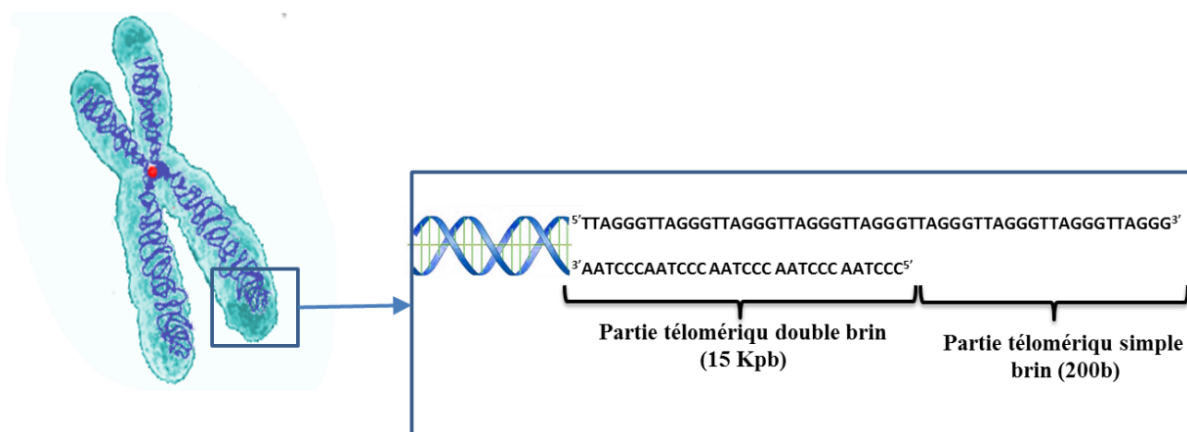 5'TTAGGGTTAGGGTTAGGGTTAGGGTTAGGGTTAGGGTTAGGGTTAGGGTTAGGG3'
3'AATCCCAATCCC AATCCC AATCCC AATCCC5'
Partie télomériqu double brin
(15 Kpb)
Partie télomériqu simple
brin (200b)